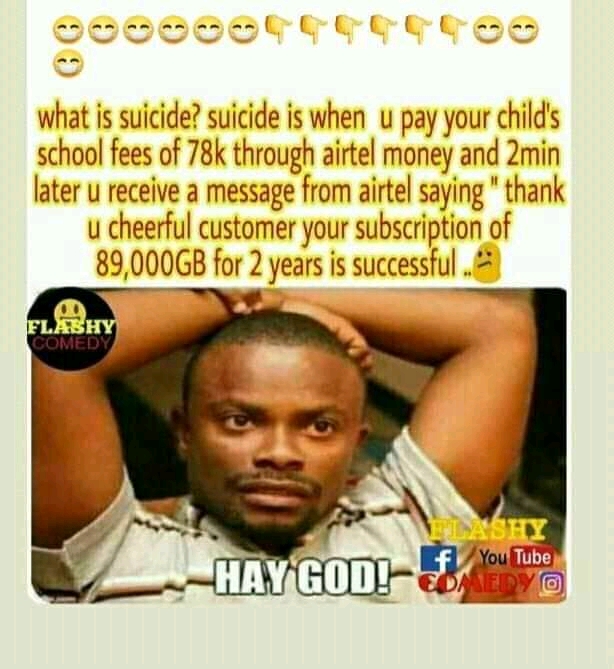 what is suicide? suicide is when u pay your child's
school fees of 78k through airtel money and 2min
later u receive a message from airtel saying " thank
u cheerful customer your subscription of
89,000GB for 2 years is successful ..
FLASHY
COMEDY
FLASHY
f YouTube
HAY GOD!
COMEDY